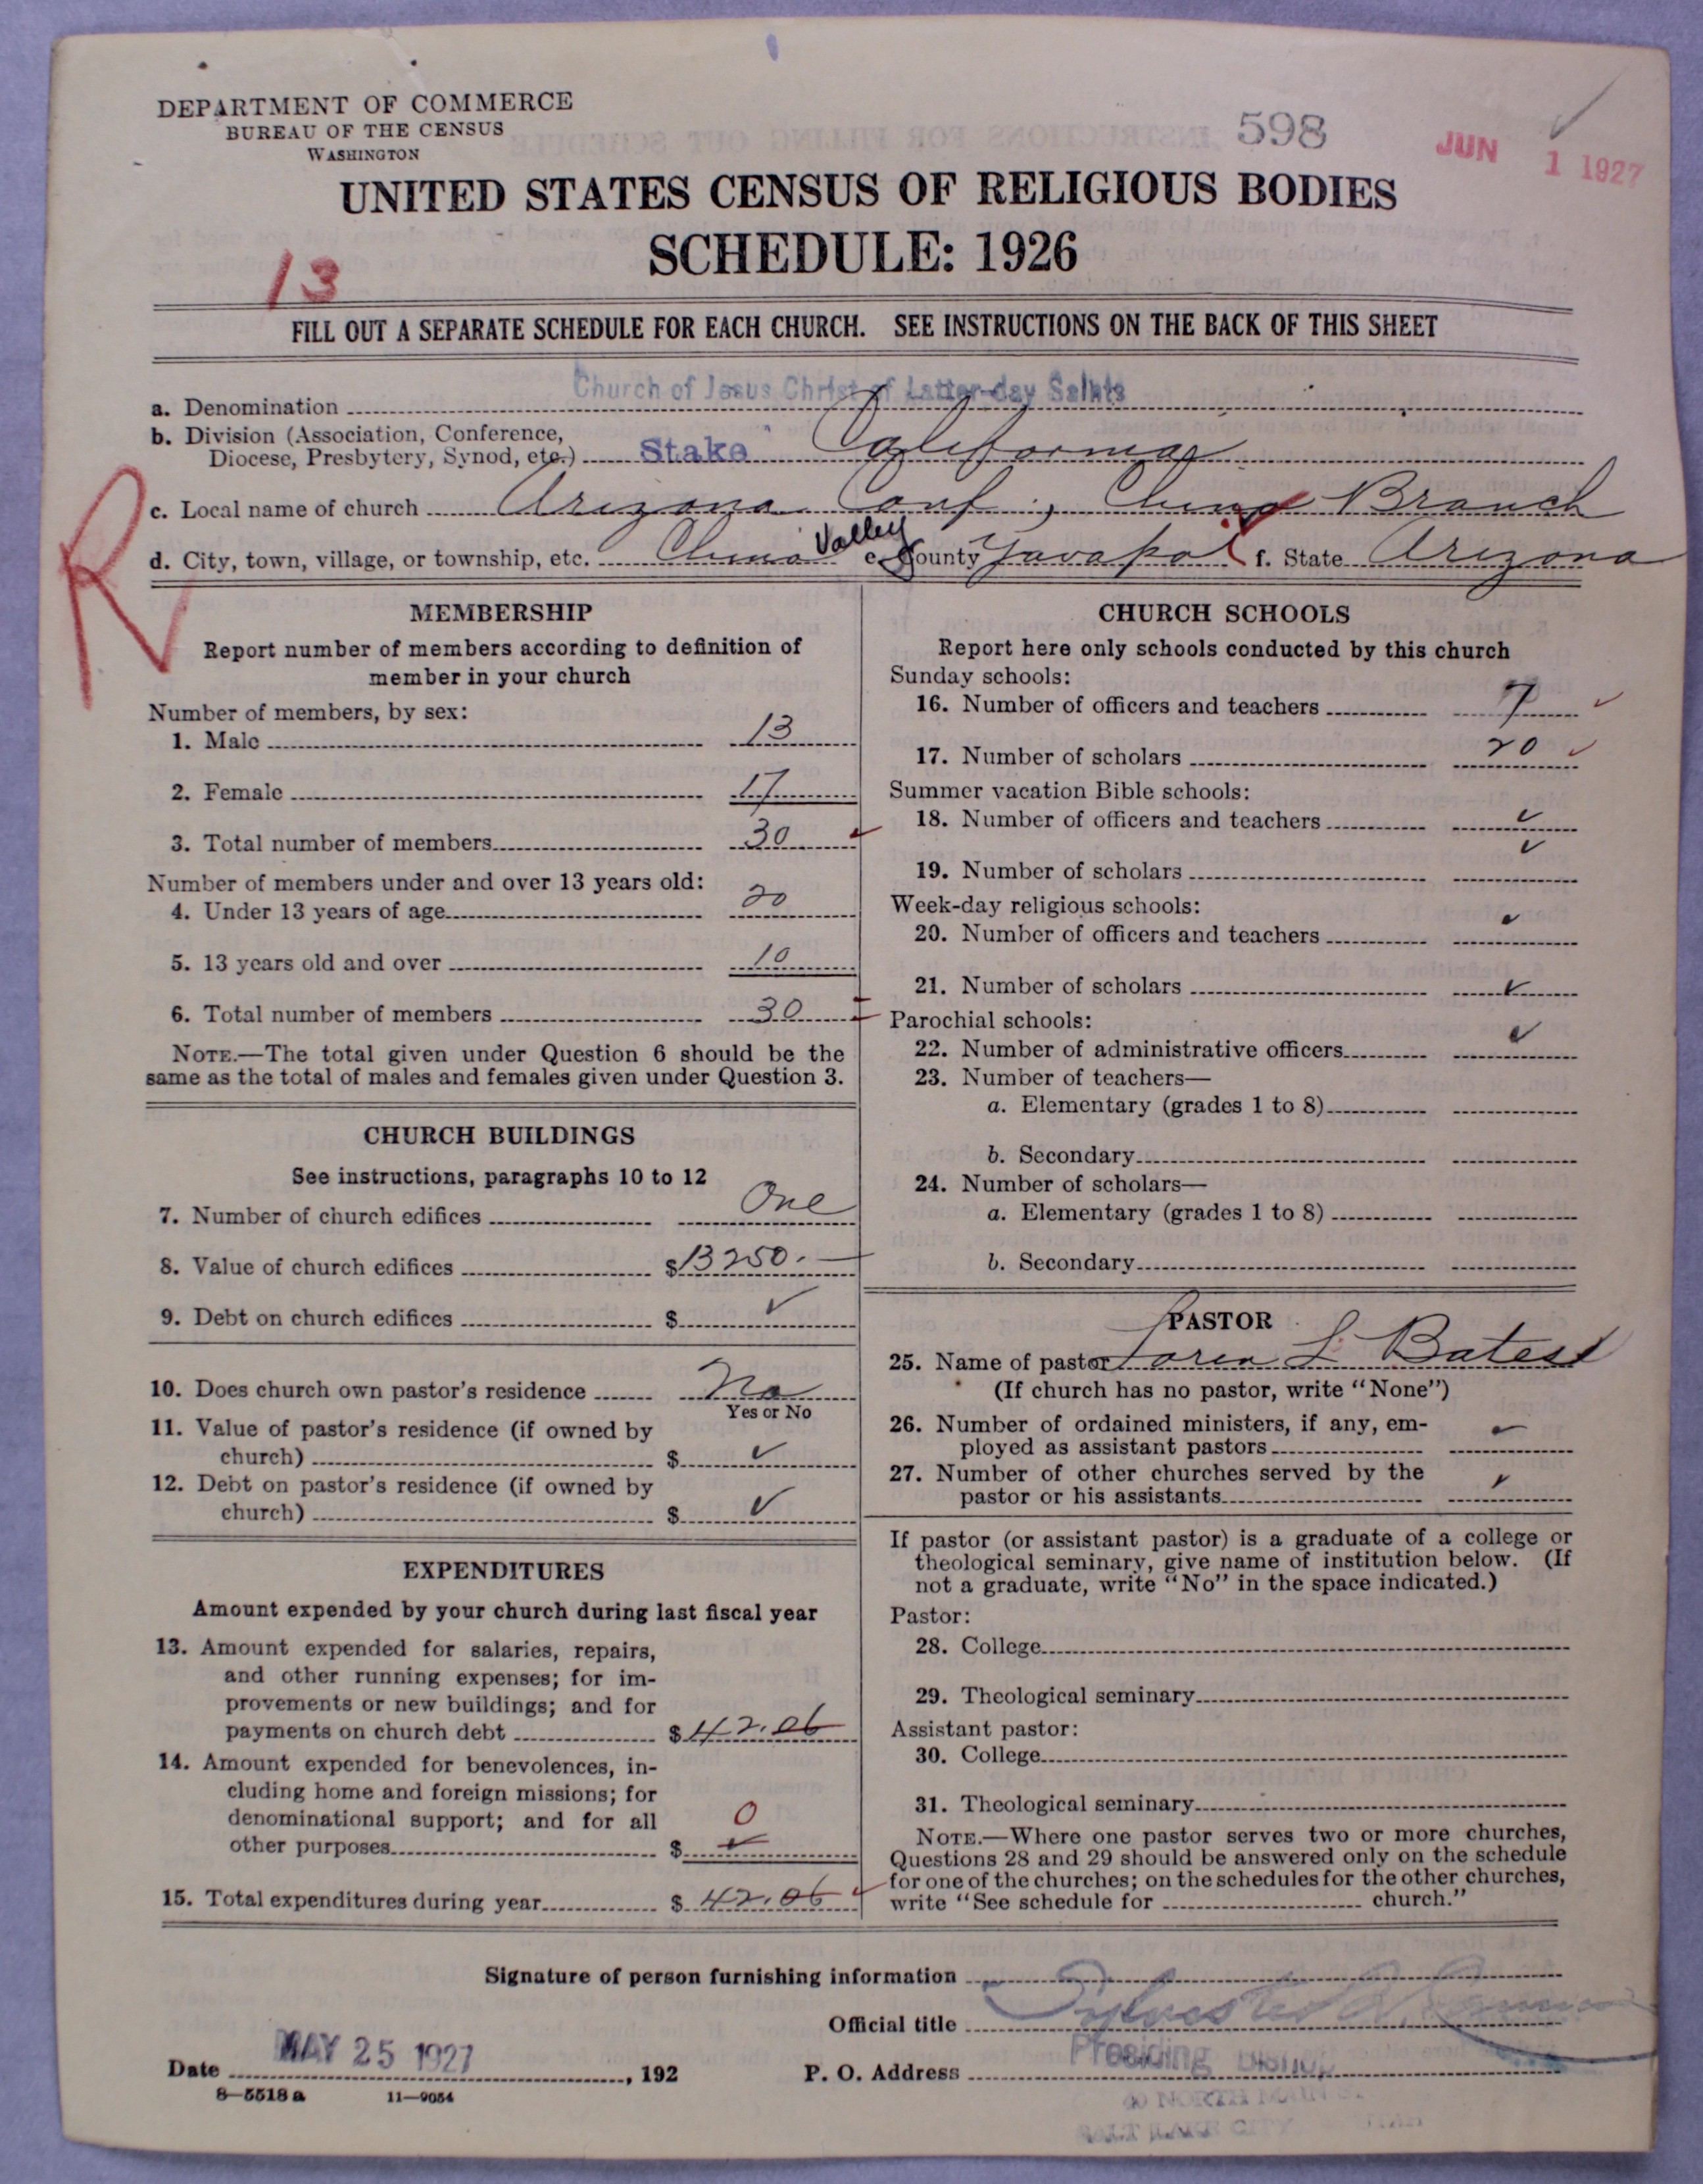 DEPARTMENT OF COMMERCE
BUREAU OF THE CENSUS
WASHINGTON
598
JUN 1 1927
UNITED STATES CENSUS OF RELIGIOUS BODIES
SCHEDULE: 1926
13
FILL OUT A SEPARATE SCHEDULE FOR EACH CHURCH. SEE INSTRUCTIONS ON THE BACK OF THIS SHEET
a. Denomination Church of Jesus Christ of Latter-day Saints
b. Division (Association, Conference,
Diocese, Presbytery, Synod, etc.) Stake California
R
c. Local name of church Arizona Conf., Chino Branch
d. City, town, village, or township, etc. Chino Valley e. County Yavapai f. State Arizona
MEMBERSHIP
Report number of members according to definition of
member in your church
Number of members, by sex:
1. Male 13
2. Female 17
3. Total number of members 30
Number of members under and over 13 years old:
4. Under 13 years of age 20
5. 13 years old and over 10
6. Total number of members 30
NOTE.—The total given under Question 6 should be the
same as the total of males and females given under Question 3.
CHURCH BUILDINGS
See instructions, paragraphs 10 to 12
7. Number of church edifices One
8. Value of church edifices $13250.—
9. Debt on church edifices $ ✓
10. Does church own pastor's residence No
Yes or No
11. Value of pastor's residence (if owned by
church) $ ✓
12. Debt on pastor's residence (if owned by
church) $ ✓
EXPENDITURES
Amount expended by your church during last fiscal year
13. Amount expended for salaries, repairs,
and other running expenses; for im-
provements or new buildings; and for
payments on church debt $42.06
14. Amount expended for benevolences, in-
cluding home and foreign missions; for
denominational support; and for all 0
other purposes $ ✓
15. Total expenditures during year $ 42.06
CHURCH SCHOOLS
Report here only schools conducted by this church
Sunday schools:
16. Number of officers and teachers 7 ✓
17. Number of scholars 20 ✓
Summer vacation Bible schools:
18. Number of officers and teachers ✓
19. Number of scholars ✓
Week-day religious schools:
20. Number of officers and teachers ✓
21. Number of scholars ✓
Parochial schools:
22. Number of administrative officers ✓
23. Number of teachers—
a. Elementary (grades 1 to 8)
b. Secondary
24. Number of scholars—
a. Elementary (grades 1 to 8)
b. Secondary
PASTOR
25. Name of pastor Loren L Bates
(If church has no pastor, write "None")
26. Number of ordained ministers, if any, em-
ployed as assistant pastors ✓
27. Number of other churches served by the
pastor or his assistants ✓
If pastor (or assistant pastor) is a graduate of a college or
theological seminary, give name of institution below. (If
not a graduate, write "No" in the space indicated.)
Pastor:
28. College
29. Theological seminary
Assistant pastor:
30. College
31. Theological seminary
NOTE.—Where one pastor serves two or more churches,
Questions 28 and 29 should be answered only on the schedule
for one of the churches; on the schedules for the other churches,
write "See schedule for church."
Signature of person furnishing information
Official title Sylvester Q. Cannon
Presiding Bishop
Date MAY 25 1927, 192 P. O. Address
8—5518 a 11—9054
40 NORTH MAIN ST.
SALT LAKE CITY UTAH